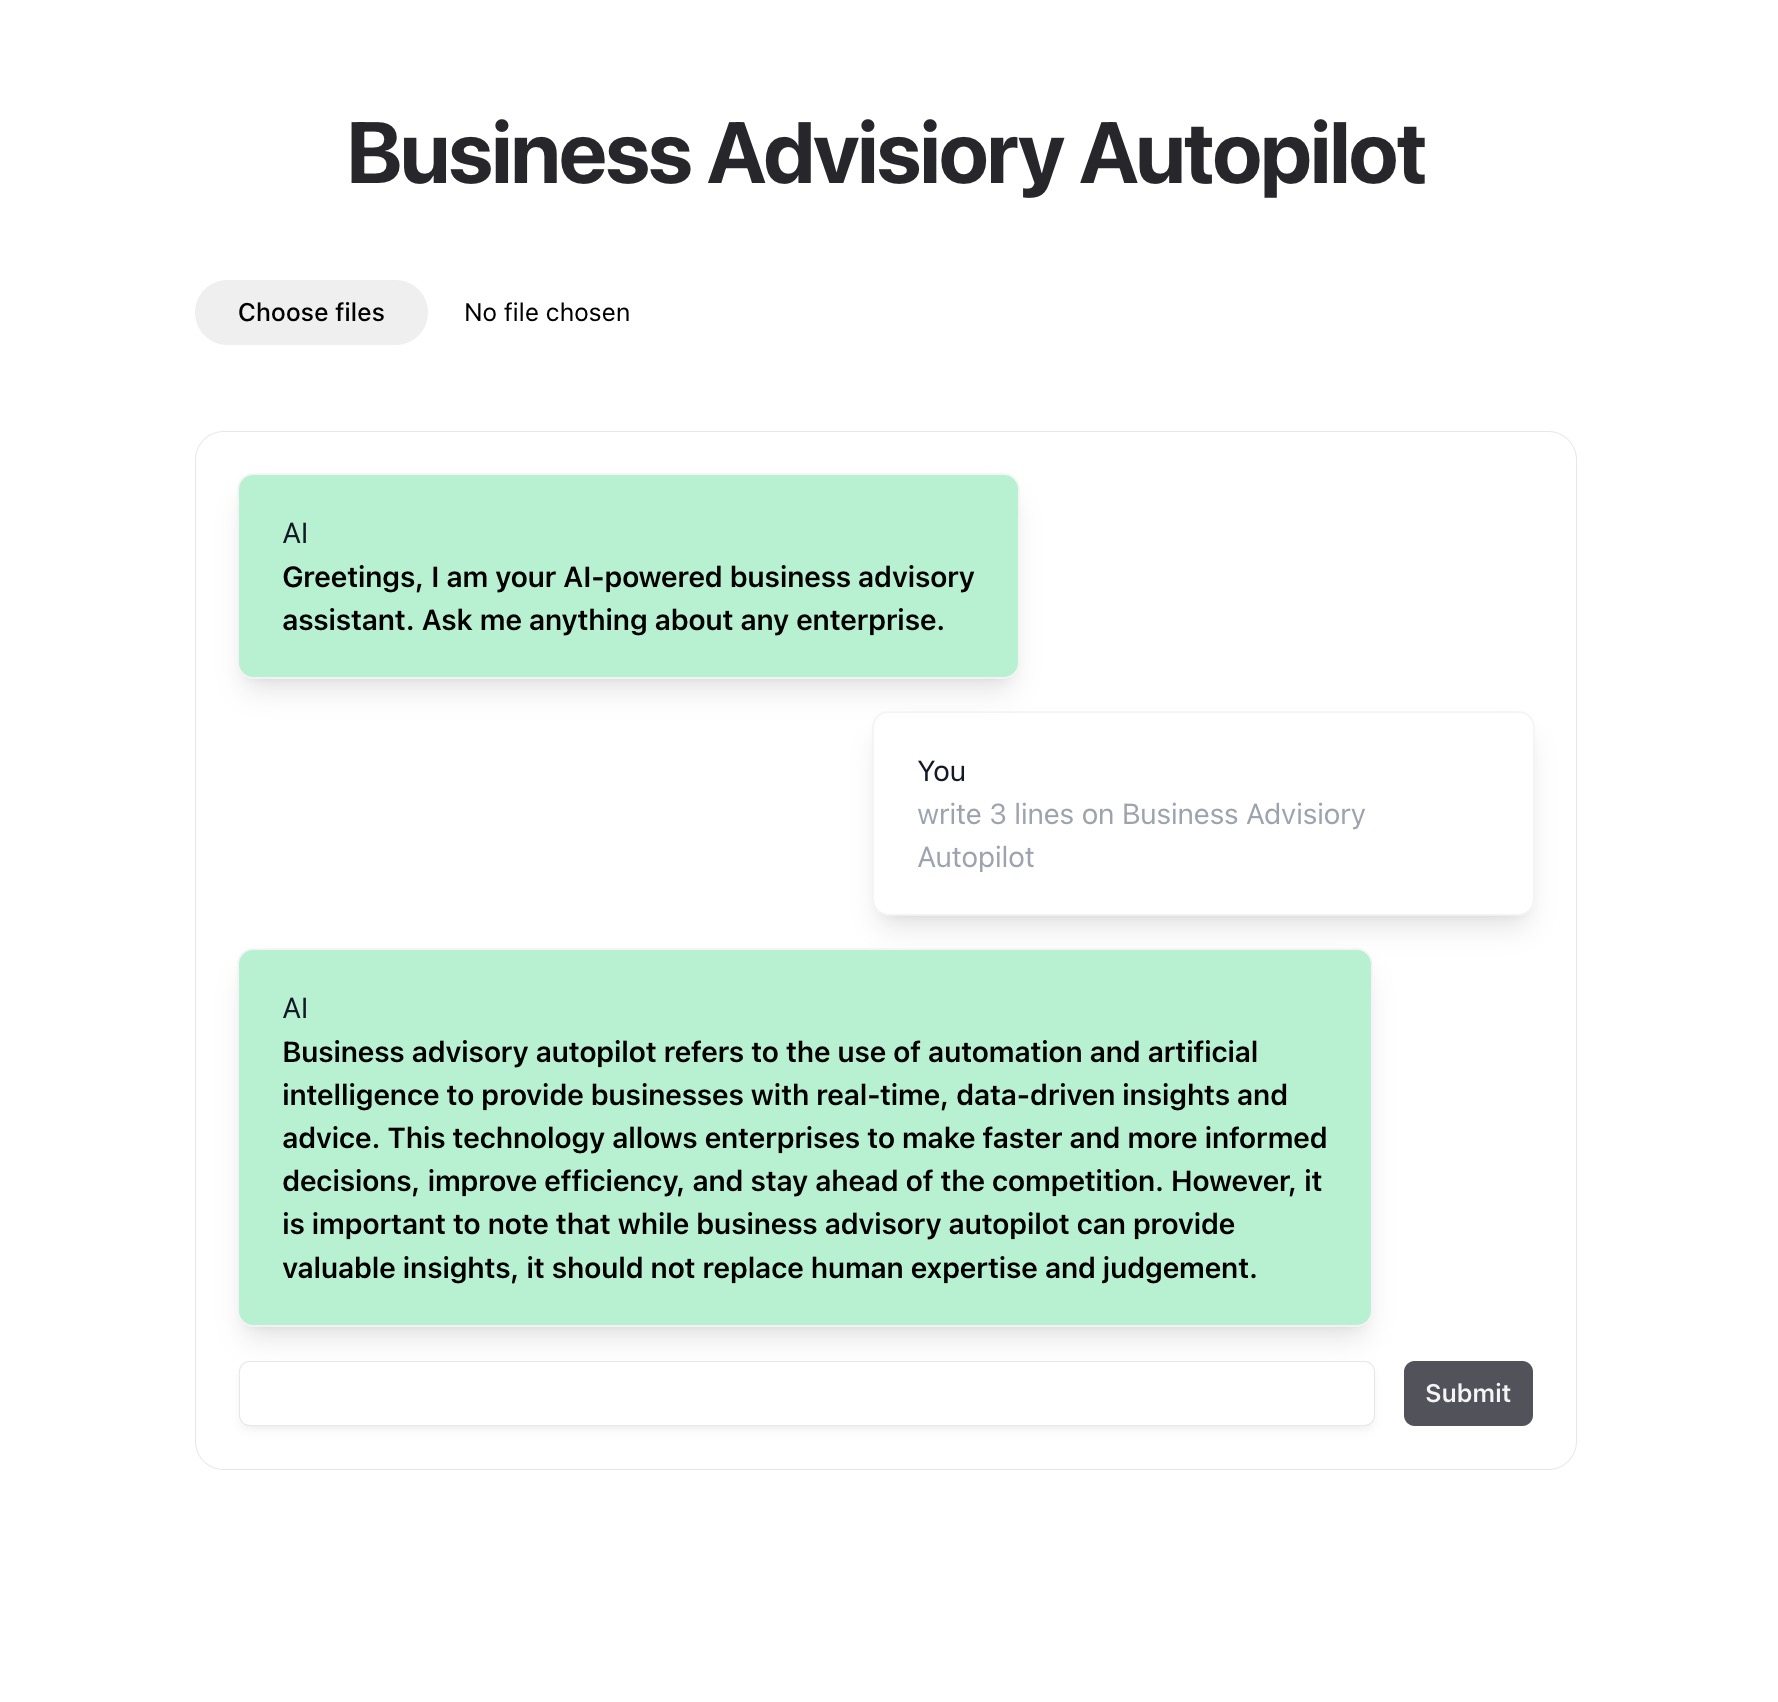 Business Advisiory Autopilot
Choose files No file chosen
AI
Greetings, I am your AI-powered business advisory
assistant. Ask me anything about any enterprise.
You
write 3 lines on Business Advisiory
Autopilot
AI
Business advisory autopilot refers to the use of automation and artificial
intelligence to provide businesses with real-time, data-driven insights and
advice. This technology allows enterprises to make faster and more informed
decisions, improve efficiency, and stay ahead of the competition. However, it
is important to note that while business advisory autopilot can provide
valuable insights, it should not replace human expertise and judgement.
Submit